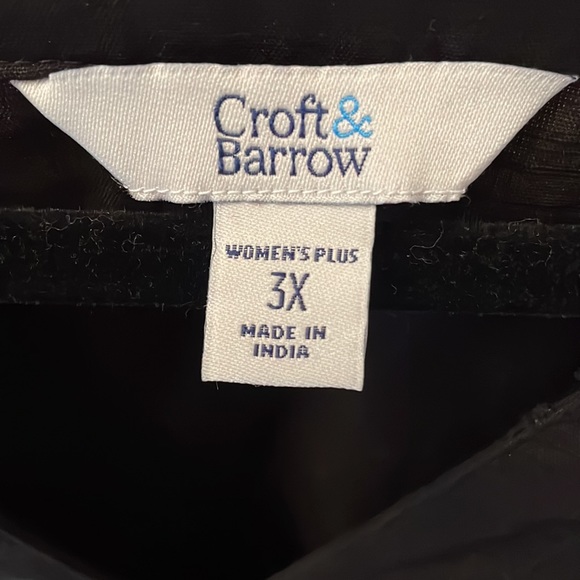 Croft&
Barrow
WOMEN'S PLUS
3X
MADE IN
INDIA